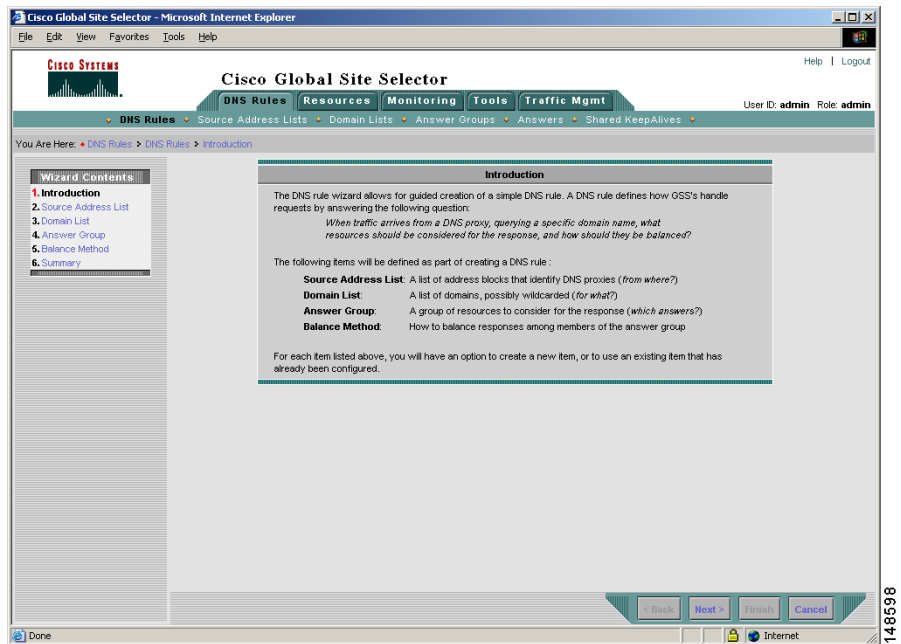 Cisco Global Site Selector - Microsoft Internet Explorer
File Edit View Favorites Tools Help
Help | Logout
CISCO SYSTEMS
Cisco Global Site Selector
DNS Rules Resources Monitoring Tools Traffic Mgmt
User ID: admin Role: admin
DNS Rules Source Address Lists Domain Lists Answer Groups Answers Shared KeepAlives
You Are Here: DNS Rules DNS Rules Introduction
Wizard Contents
1. Introduction
2. Source Address List
3. Domain List
4. Answer Group
5. Balance Method
6. Summary
Introduction
The DNS rule wizard allows for guided creation of a simple DNS rule. A DNS rule defines how GSS's handle
requests by answering the following question:
When traffic arrives from a DNS proxy, querying a specific domain name, what
resources should be considered for the response, and how should they be balanced?
The following items will be defined as part of creating a DNS rule :
Source Address List: A list of address blocks that identify DNS proxies (from where?)
Domain List: A list of domains, possibly wildcarded (for what?)
Answer Group: A group of resources to consider for the response (which answers?)
Balance Method: How to balance responses among members of the answer group
For each item listed above, you will have an option to create a new item, or to use an existing item that has
already been configured.
< Back Next > Finish Cancel
Done
Internet
148598